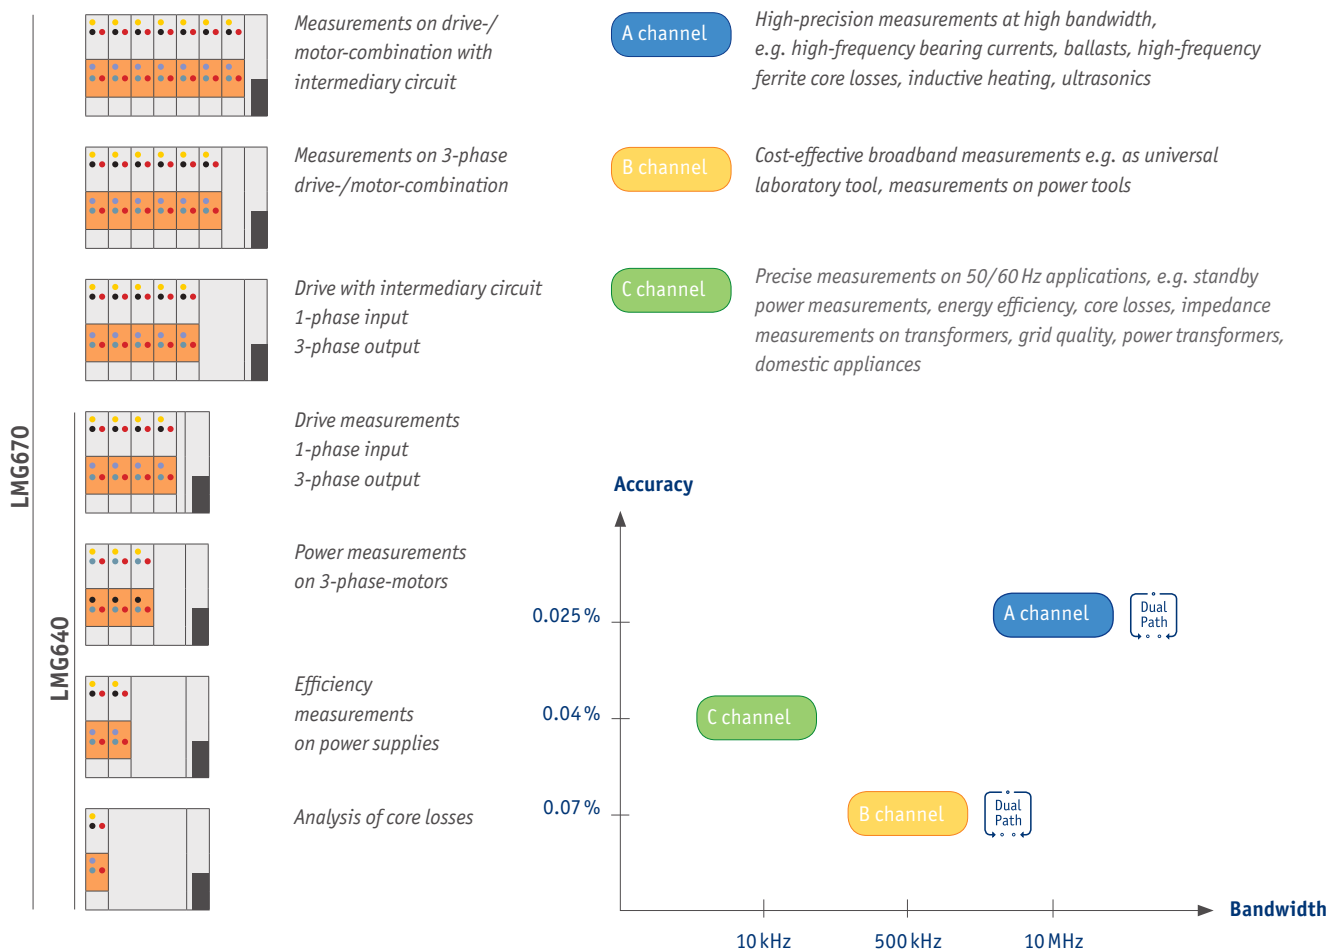 LMG670
LMG640
Measurements on drive-/
motor-combination with
intermediary circuit
Measurements on 3-phase
drive-/motor-combination
Drive with intermediary circuit
1-phase input
3-phase output
Drive measurements
1-phase input
3-phase output
Power measurements
on 3-phase-motors
Efficiency
measurements
on power supplies
Analysis of core losses
A channel
High-precision measurements at high bandwidth,
e.g. high-frequency bearing currents, ballasts, high-frequency
ferrite core losses, inductive heating, ultrasonics
B channel
Cost-effective broadband measurements e.g. as universal
laboratory tool, measurements on power tools
C channel
Precise measurements on 50/60 Hz applications, e.g. standby
power measurements, energy efficiency, core losses, impedance
measurements on transformers, grid quality, power transformers,
domestic appliances
Accuracy
0.025 %
A channel
Dual
Path
0.04 %
C channel
0.07 %
B channel
Dual
Path
Bandwidth
10 kHz
500 kHz
10 MHz